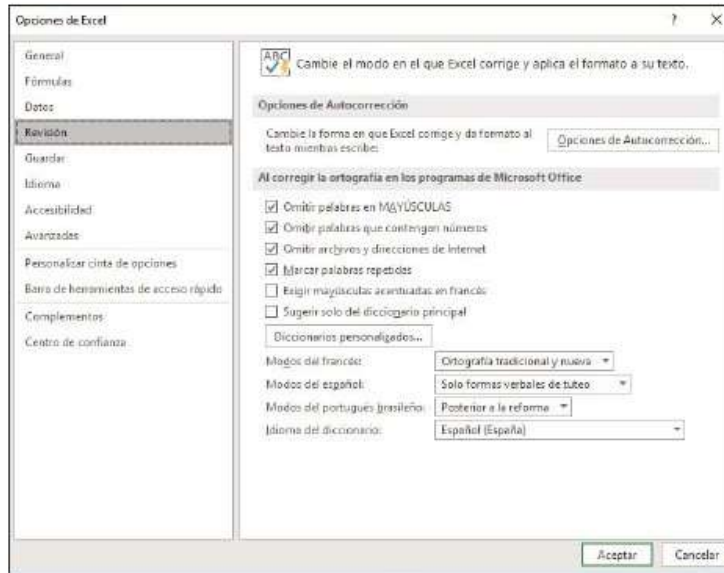 Opciones de Excel
?
General
Fórmulas
Datos
Revisión
Guardar
Idioma
Accesibilidad
Avanzadas
Personalizar cinta de opciones
Barra de herramientas de acceso rápido
Complementos
Centro de confianza
ABC
Cambie el modo en el que Excel corrige y aplica el formato a su texto.
Opciones de Autocorrección
Cambie la forma en que Excel corrige y da formato al
texto mientras escribe:
Opciones de Autocorrección...
Al corregir la ortografía en los programas de Microsoft Office
Omitir palabras en MAYÚSCULAS
Omitir palabras que contengan números
Omitir archivos y direcciones de Internet
Marcar palabras repetidas
Exigir mayúsculas acentuadas en francés
Sugerir solo del diccionario principal
Diccionarios personalizados...
Modos del francés: Ortografía tradicional y nueva
Modos del español: Solo formas verbales de tuteo
Modos del portugués brasileño: Posterior a la reforma
Idioma del diccionario: Español (España)
Aceptar Cancelar